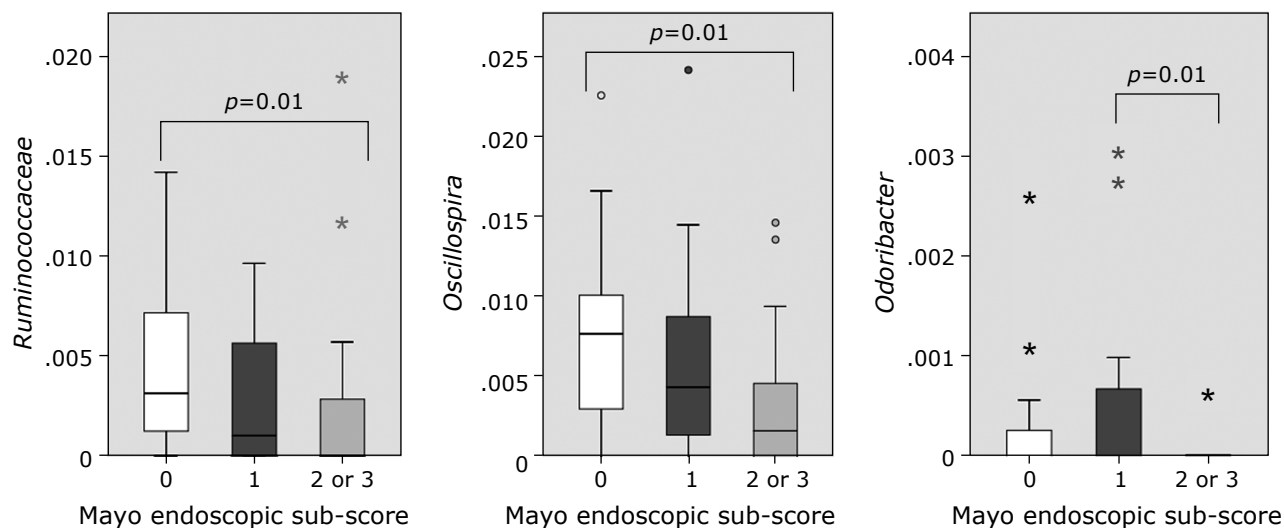 Ruminococcaceae
.020
.015
.010
.005
0
p=0.01
*
*
0 1 2 or 3
Mayo endoscopic sub-score
Oscillospira
.025
.020
.015
.010
.005
0
p=0.01
0 1 2 or 3
Mayo endoscopic sub-score
Odoribacter
.004
.003
.002
.001
0
p=0.01
*
*
*
*
*
0 1 2 or 3
Mayo endoscopic sub-score